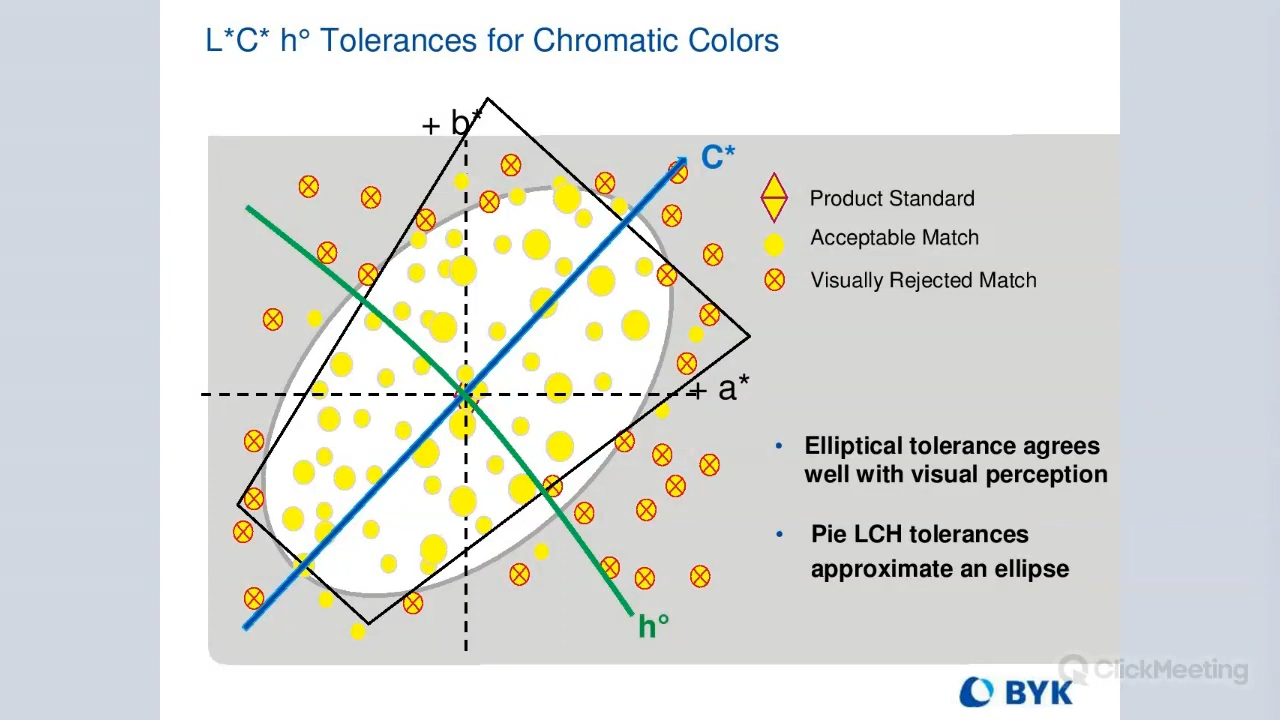 L*C* h° Tolerances for Chromatic Colors
+ b*
C*
Product Standard
Acceptable Match
Visually Rejected Match
+ a*
• Elliptical tolerance agrees
well with visual perception
• Pie LCH tolerances
approximate an ellipse
h°
ClickMeeting
BYK